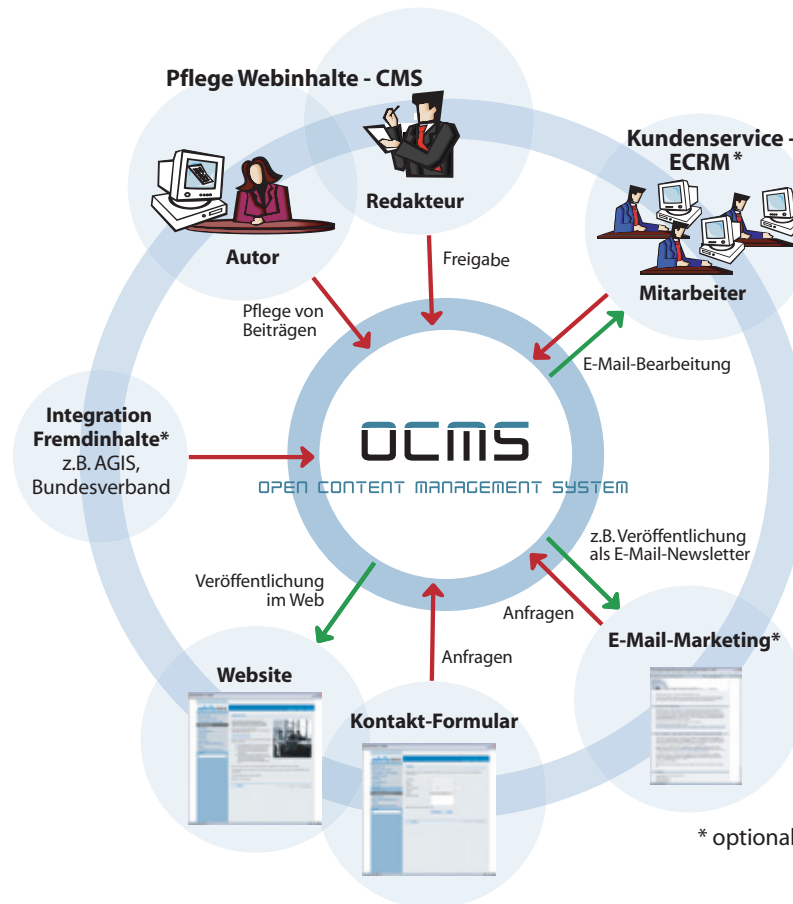 Pflege Webinhalte - CMS
Kundenservice -
ECRM*
Redakteur
Autor
Mitarbeiter
Freigabe
Pflege von
Beiträgen
E-Mail-Bearbeitung
Integration
Fremdinhalte*
z.B. AGIS,
Bundesverband
OCMS
OPEN CONTENT MANAGEMENT SYSTEM
z.B. Veröffentlichung
als E-Mail-Newsletter
Veröffentlichung
im Web
Anfragen
Anfragen
E-Mail-Marketing*
Website
Kontakt-Formular
* optional